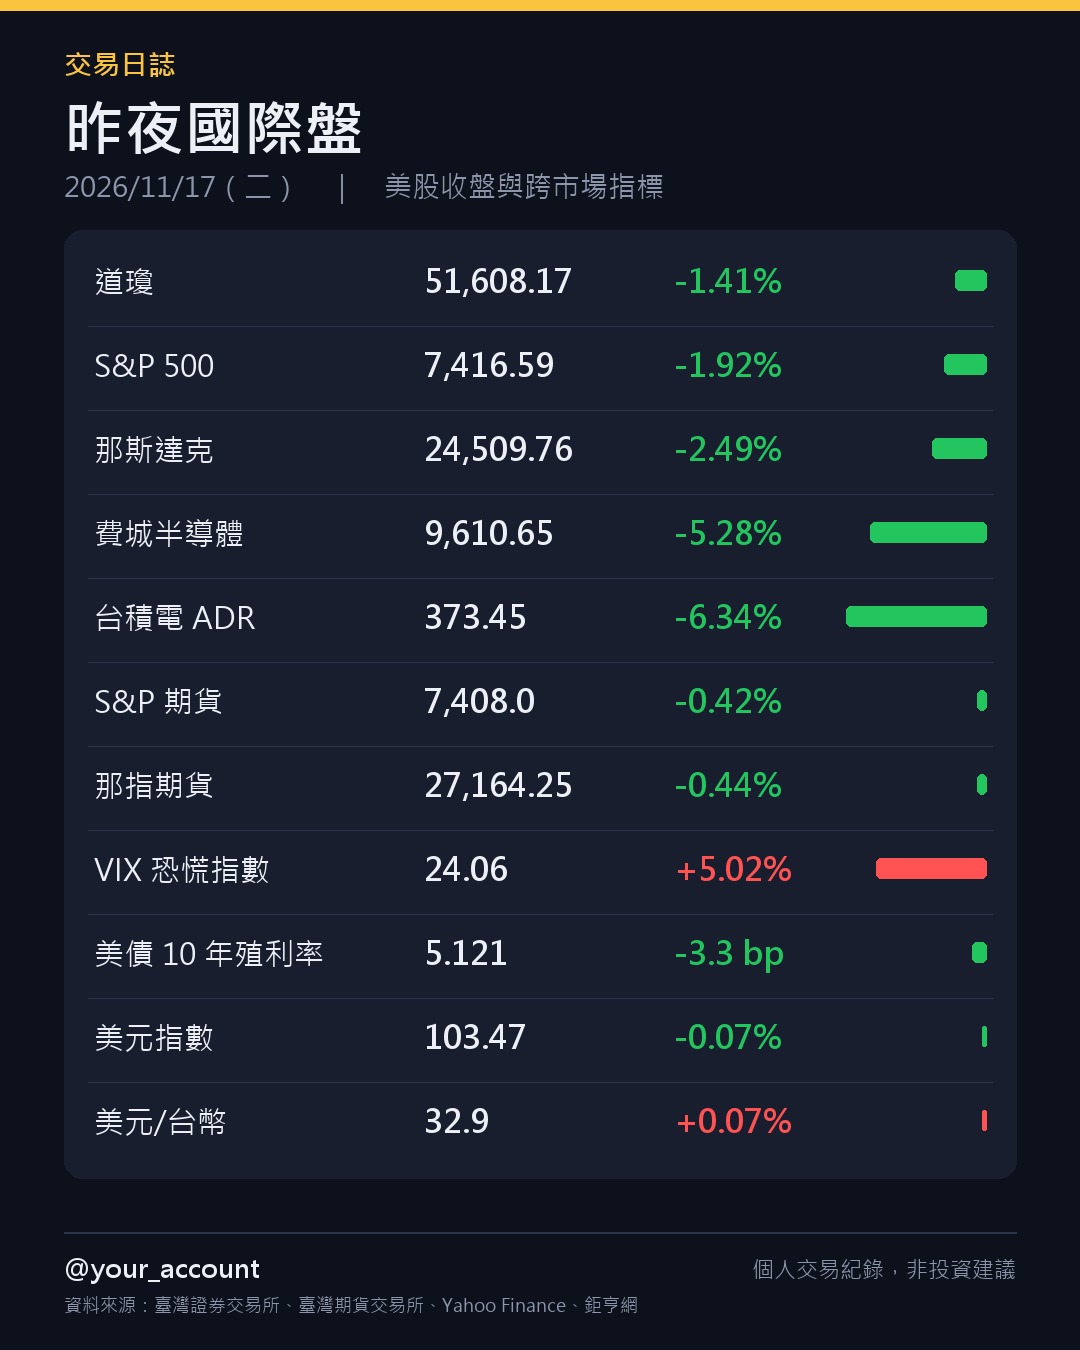 交易日誌
昨夜國際盤
2026/11/17（二） ｜ 美股收盤與跨市場指標
道瓊 51,608.17 -1.41%
S&P 500 7,416.59 -1.92%
那斯達克 24,509.76 -2.49%
費城半導體 9,610.65 -5.28%
台積電 ADR 373.45 -6.34%
S&P 期貨 7,408.0 -0.42%
那指期貨 27,164.25 -0.44%
VIX 恐慌指數 24.06 +5.02%
美債 10 年殖利率 5.121 -3.3 bp
美元指數 103.47 -0.07%
美元/台幣 32.9 +0.07%
@your_account 個人交易紀錄，非投資建議
資料來源：臺灣證券交易所、臺灣期貨交易所、Yahoo Finance、鉅亨網